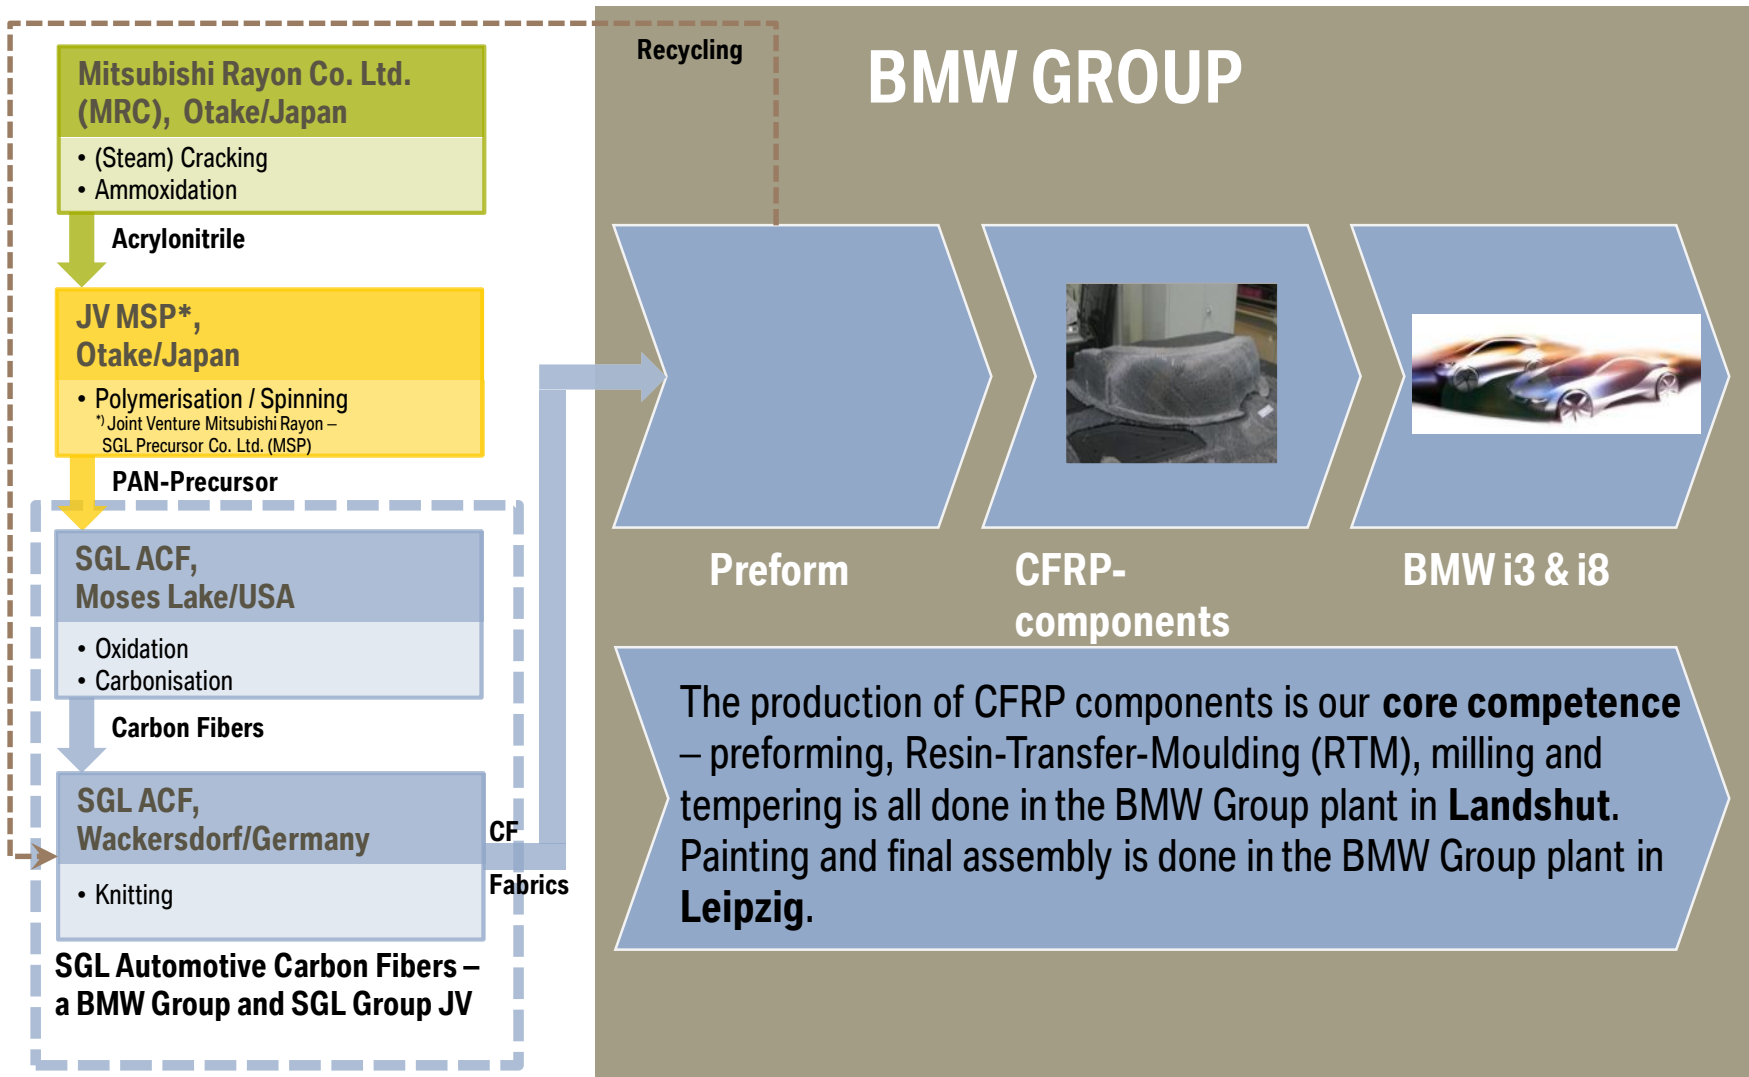 Recycling
BMW GROUP
Mitsubishi Rayon Co. Ltd.
(MRC), Otake/Japan
• (Steam) Cracking
• Ammoxidation
Acrylonitrile
JV MSP*,
Otake/Japan
• Polymerisation / Spinning
*) Joint Venture Mitsubishi Rayon –
SGL Precursor Co. Ltd. (MSP)
PAN-Precursor
SGL ACF,
Moses Lake/USA
• Oxidation
• Carbonisation
Carbon Fibers
SGL ACF,
Wackersdorf/Germany
• Knitting
CF
Fabrics
SGL Automotive Carbon Fibers –
a BMW Group and SGL Group JV
Preform
CFRP-
components
BMW i3 & i8
The production of CFRP components is our core competence
– preforming, Resin-Transfer-Moulding (RTM), milling and
tempering is all done in the BMW Group plant in Landshut.
Painting and final assembly is done in the BMW Group plant in
Leipzig.